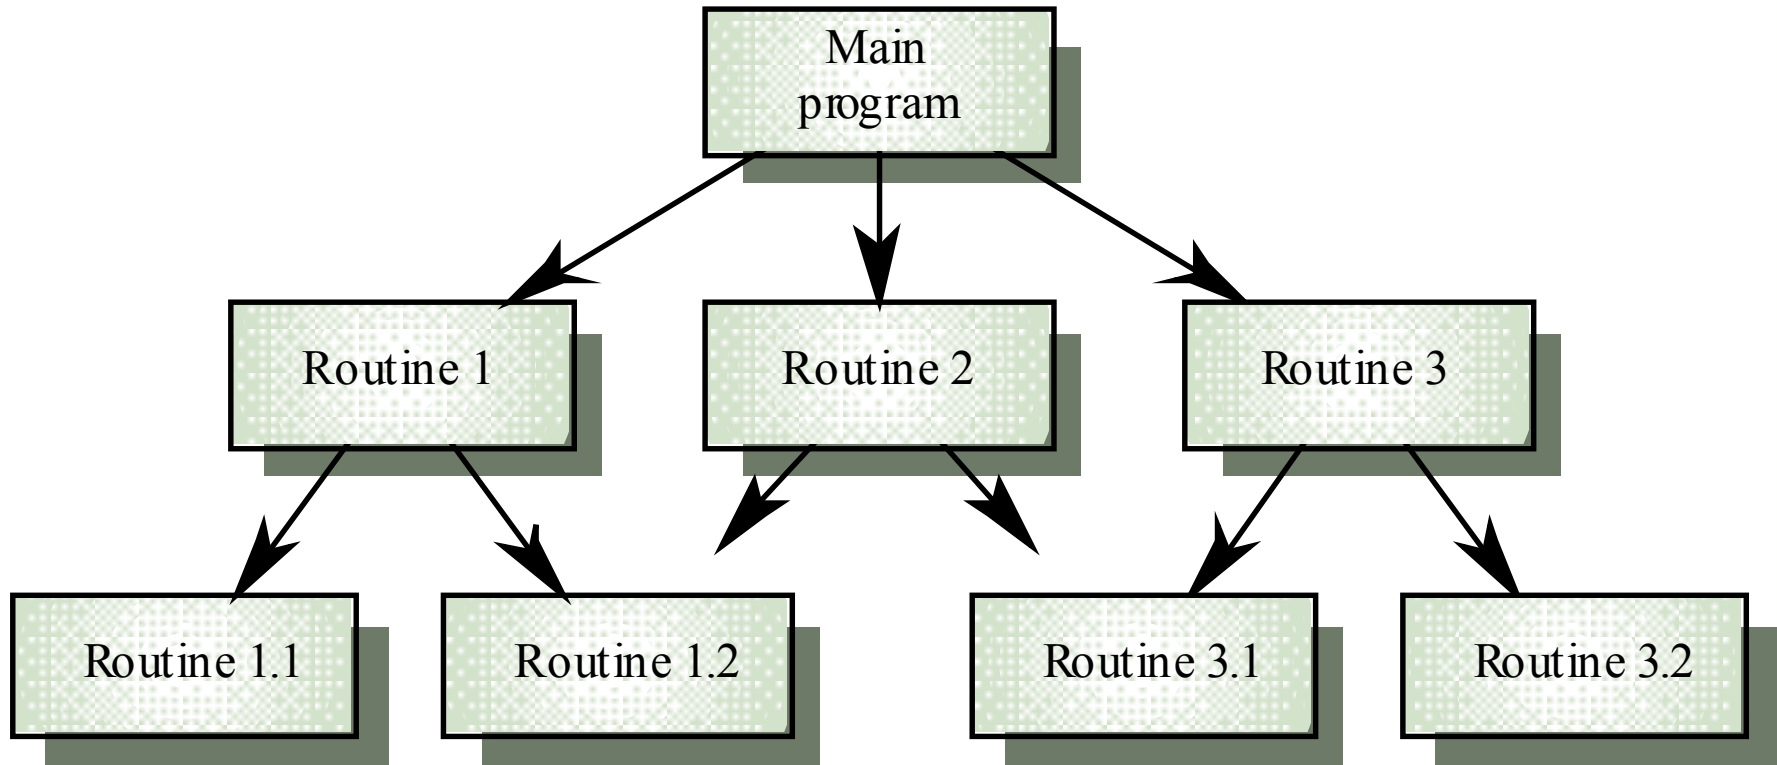 Main
program
Routine 1
Routine 2
Routine 3
Routine 1.1
Routine 1.2
Routine 3.1
Routine 3.2